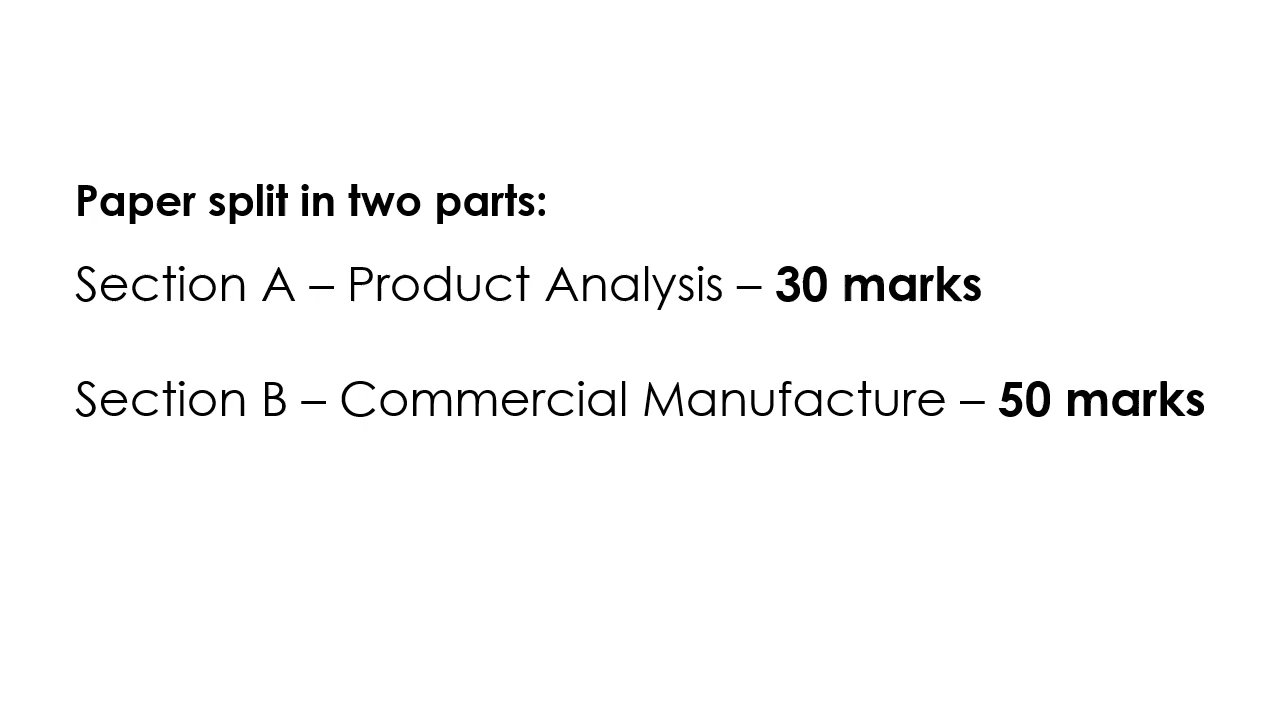 Paper split in two parts:
Section A – Product Analysis – 30 marks
Section B – Commercial Manufacture – 50 marks